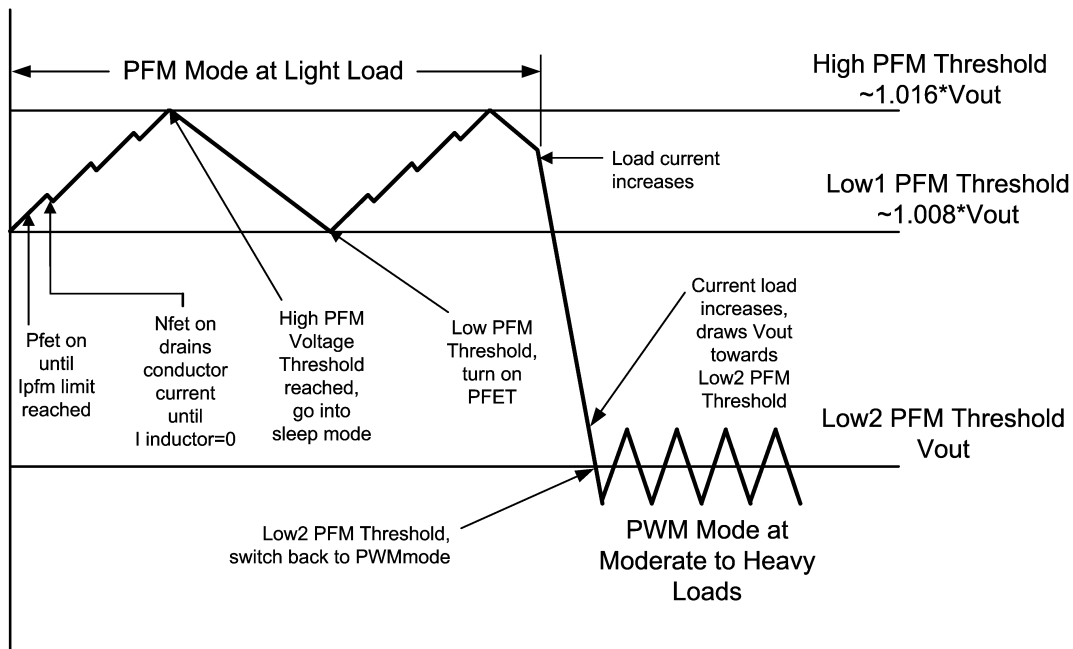 PFM Mode at Light Load
High PFM Threshold
~1.016*Vout
Load current
increases
Low1 PFM Threshold
~1.008*Vout
Pfet on
until
Ipfm limit
reached
Nfet on
drains
conductor
current
until
I inductor=0
High PFM
Voltage
Threshold
reached,
go into
sleep mode
Low PFM
Threshold,
turn on
PFET
Current load
increases,
draws Vout
towards
Low2 PFM
Threshold
Low2 PFM Threshold
Vout
Low2 PFM Threshold,
switch back to PWMmode
PWM Mode at
Moderate to Heavy
Loads